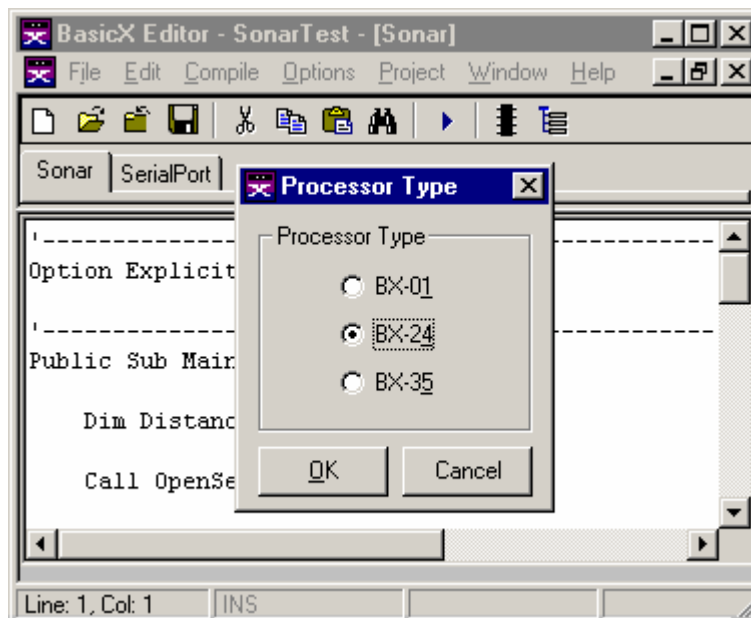 BasicX Editor - SonarTest - [Sonar]
File Edit Compile Options Project Window Help
Sonar SerialPort
Processor Type
Processor Type
BX-01
BX-24
BX-35
OK Cancel
'--------------------------------
Option Explicit
'--------------------------------
Public Sub Main
Dim Distanc
Call OpenSe
Line: 1, Col: 1 INS